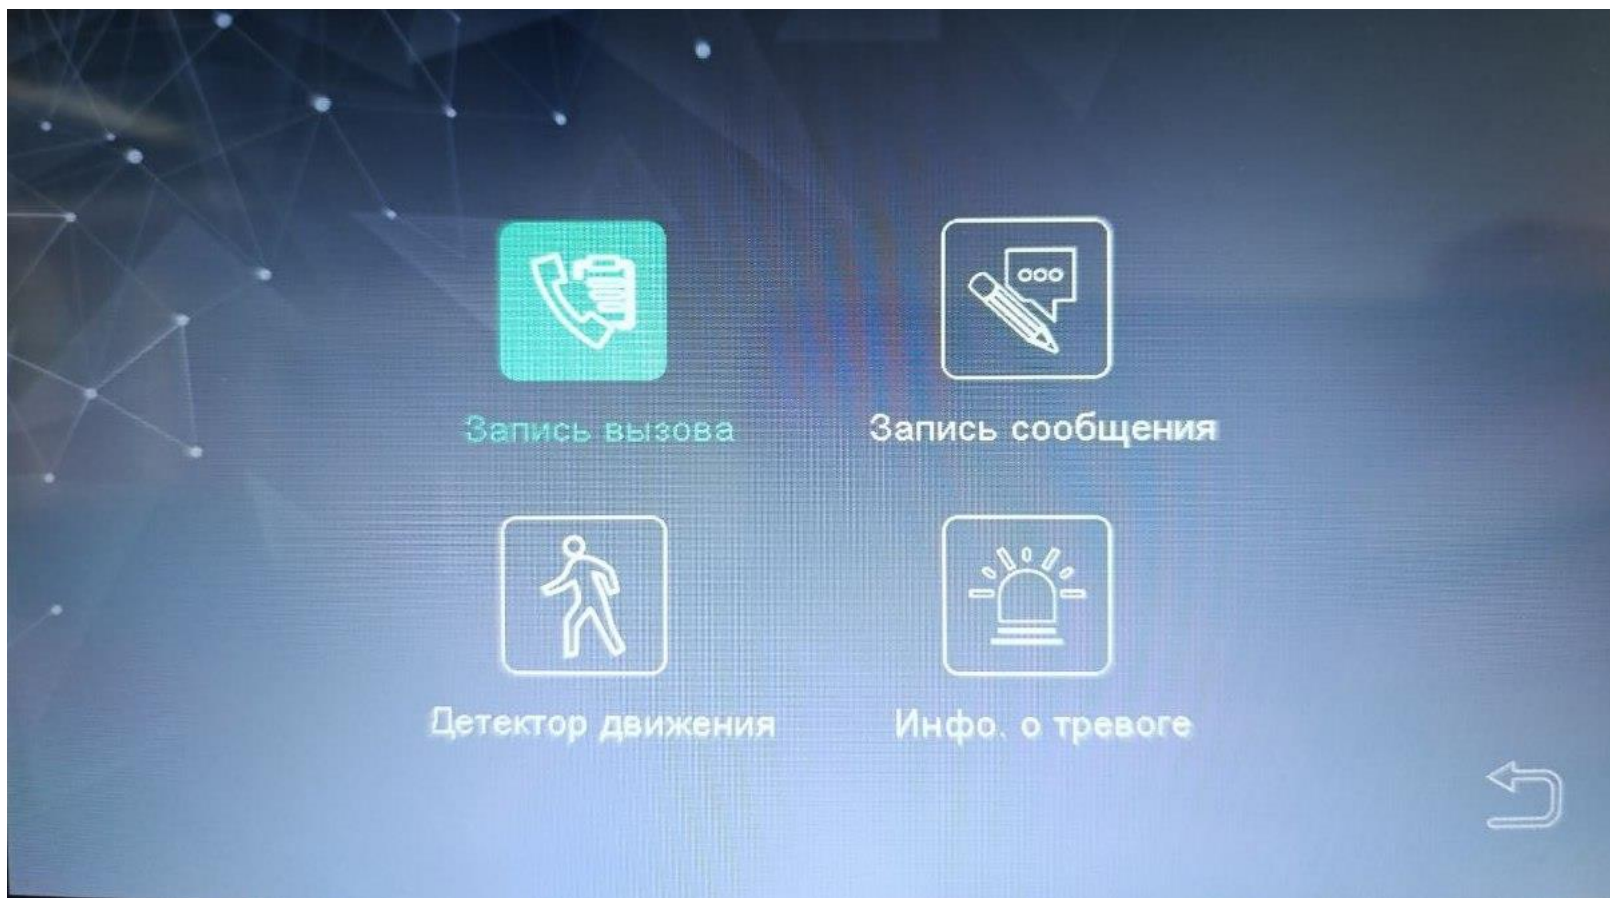 Запись вызова
Запись сообщения
Детектор движения
Инфо. о тревоге